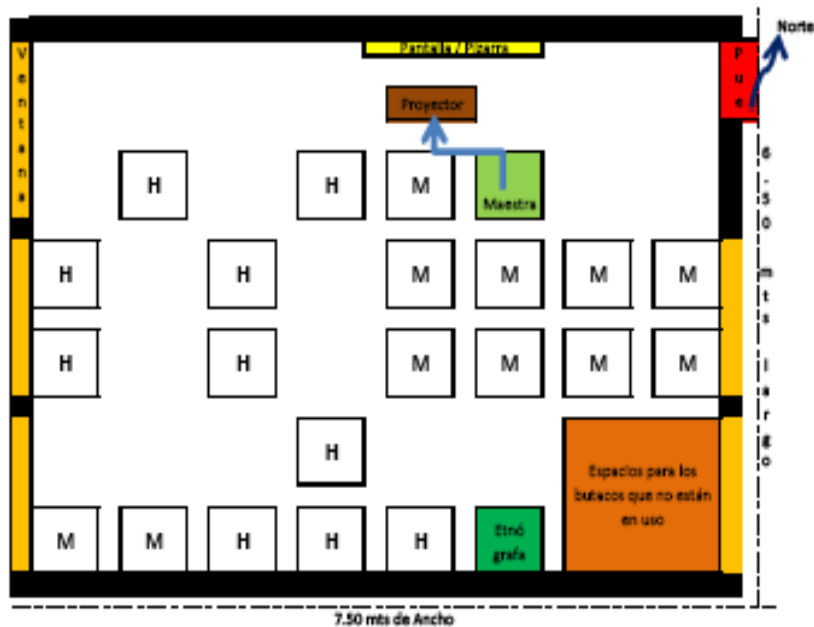 Norte
Pantalla / Pizarra
Ventana
Pue
Proyector
H H M Maestra
H H M M M M
H H M M M M
6.50 mts largo
H
Espacios para los
butacos que no están
en uso
M M H H H
Etnó
grafa
7.50 mts de Ancho